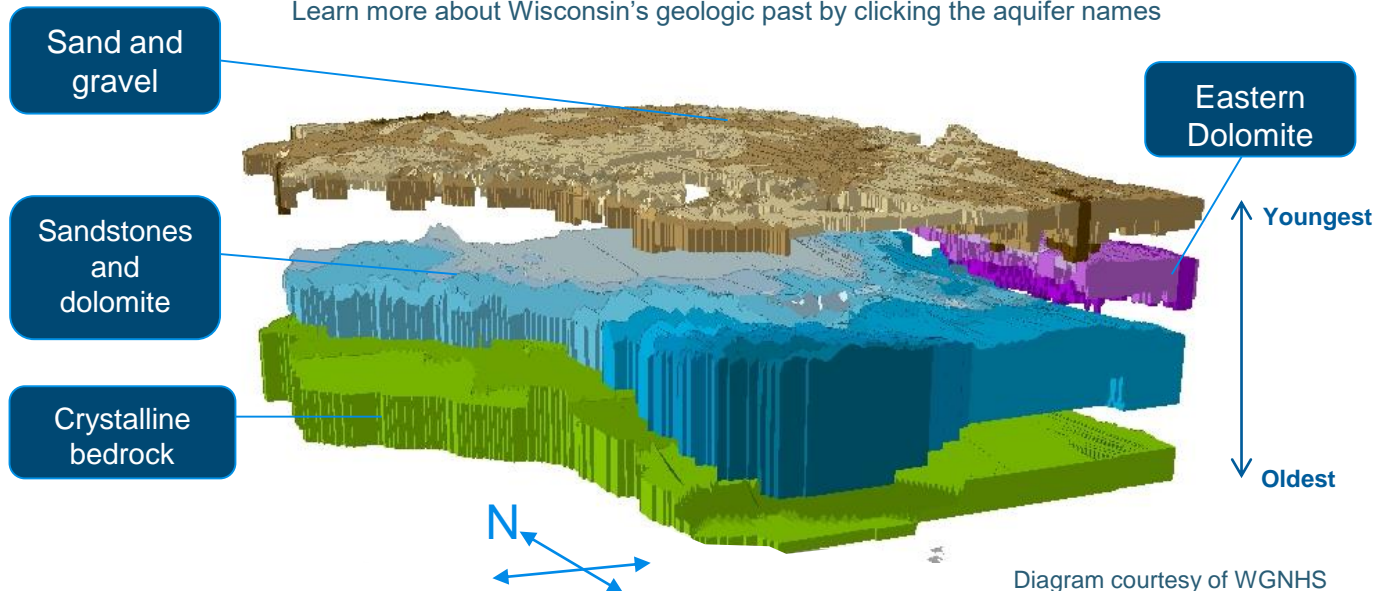 Learn more about Wisconsin's geologic past by clicking the aquifer names
Sand and
gravel
Eastern
Dolomite
Sandstones
and
dolomite
Youngest
Crystalline
bedrock
Oldest
N
Diagram courtesy of WGNHS